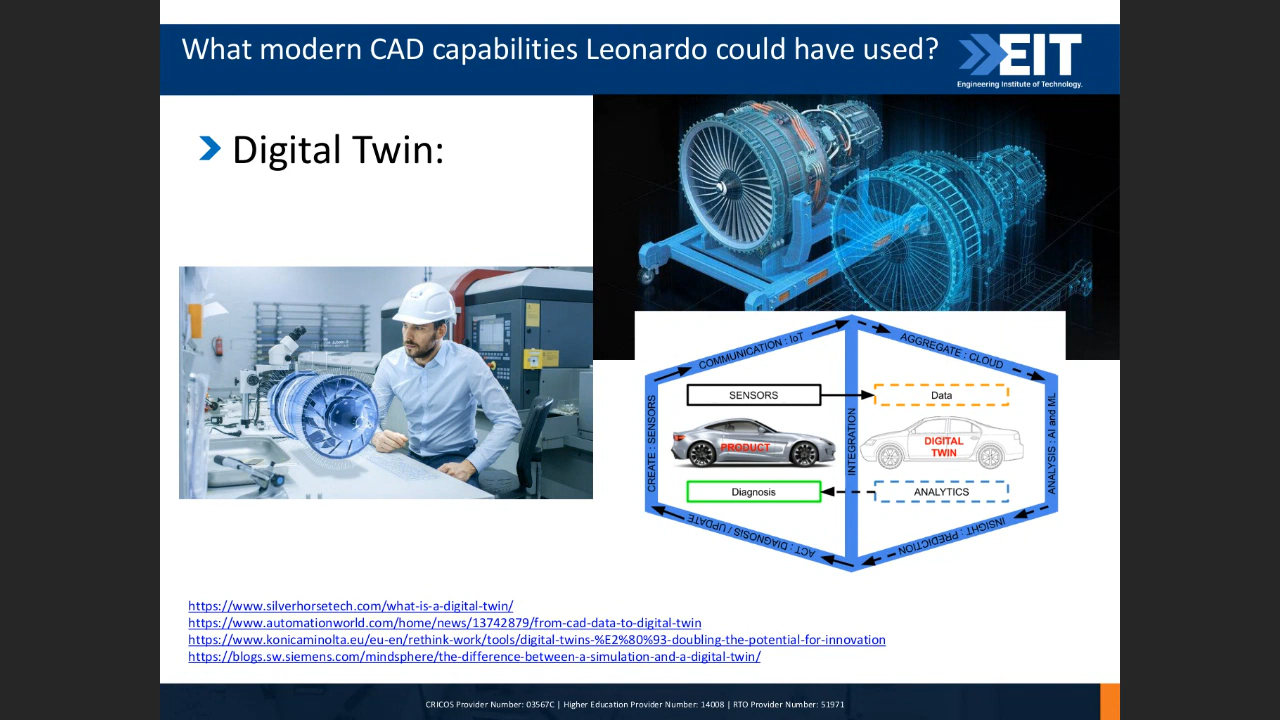 What modern CAD capabilities Leonardo could have used?
EIT
Engineering Institute of Technology.
Digital Twin:
COMMUNICATION : IoT
AGGREGATE : CLOUD
SENSORS
Data
CREATE : SENSORS
PRODUCT
INTEGRATION
DIGITAL
TWIN
ANALYSIS : AI and ML
Diagnosis
ANALYTICS
ACT : DIAGNOSIS / UPDATE
INSIGHT : PREDICTION
https://www.silverhorsetech.com/what-is-a-digital-twin/
https://www.automationworld.com/home/news/13742879/from-cad-data-to-digital-twin
https://www.konicaminolta.eu/eu-en/rethink-work/tools/digital-twins-%E2%80%93-doubling-the-potential-for-innovation
https://blogs.sw.siemens.com/mindsphere/the-difference-between-a-simulation-and-a-digital-twin/
CRICOS Provider Number: 03567C | Higher Education Provider Number: 14008 | RTO Provider Number: 51971